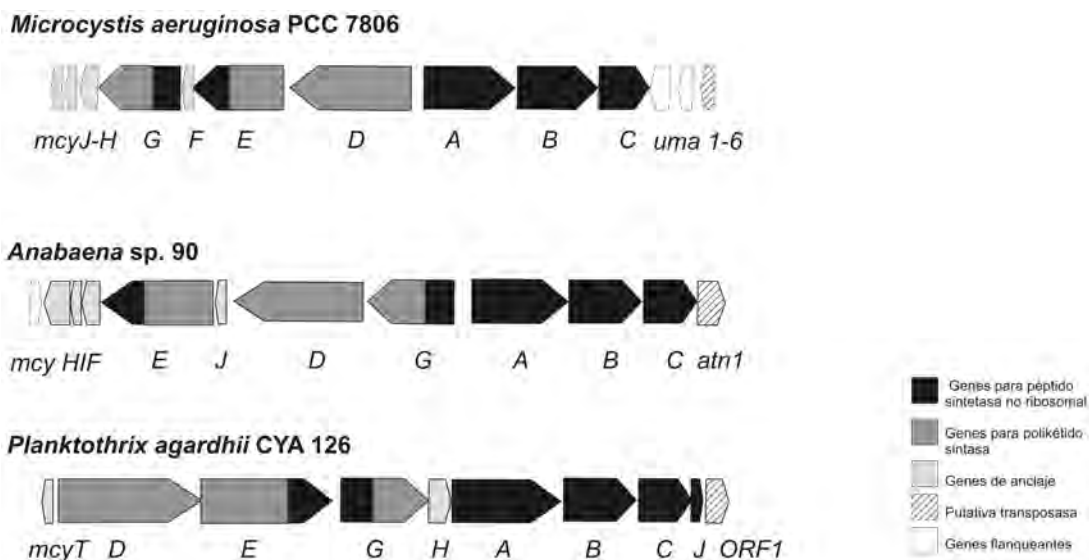 Microcystis aeruginosa PCC 7806
mcyJ-H G F E D A B C uma 1-6
Anabaena sp. 90
mcy HIF E J D G A B C atn1
Planktothrix agardhii CYA 126
mcyT D E G H A B C J ORF1
Genes para péptido
sintetasa no ribosomal
Genes para polikétido
sintasa
Genes de anclaje
Putativa transposasa
Genes flanqueantes